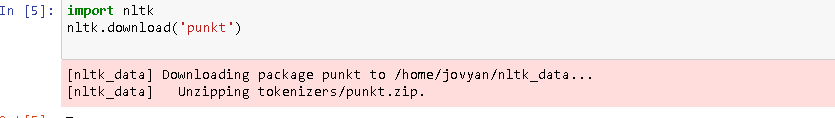 In [5]: import nltk
nltk.download('punkt')
[nltk_data] Downloading package punkt to /home/jovyan/nltk_data...
[nltk_data]   Unzipping tokenizers/punkt.zip.